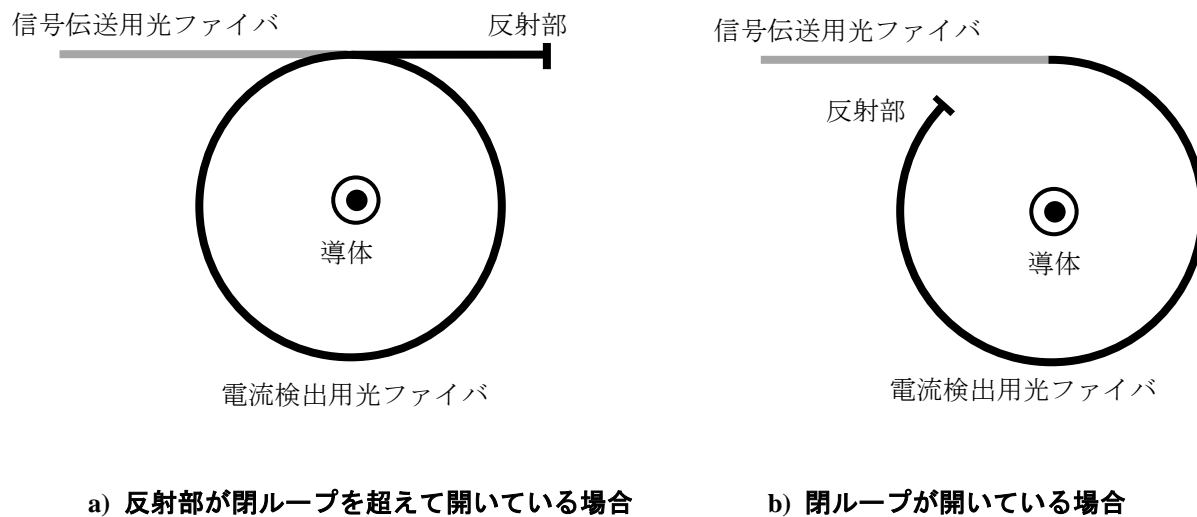 信号伝送用光ファイバ
反射部
導体
電流検出用光ファイバ
a) 反射部が閉ループを超えて開いている場合
信号伝送用光ファイバ
反射部
導体
電流検出用光ファイバ
b) 閉ループが開いている場合